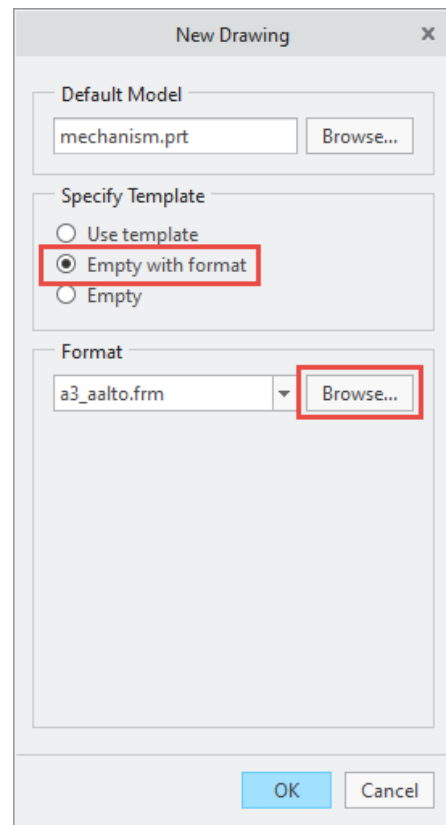 New Drawing x
Default Model
mechanism.prt Browse...
Specify Template
Use template
Empty with format
Empty
Format
a3_aalto.frm Browse...
OK Cancel